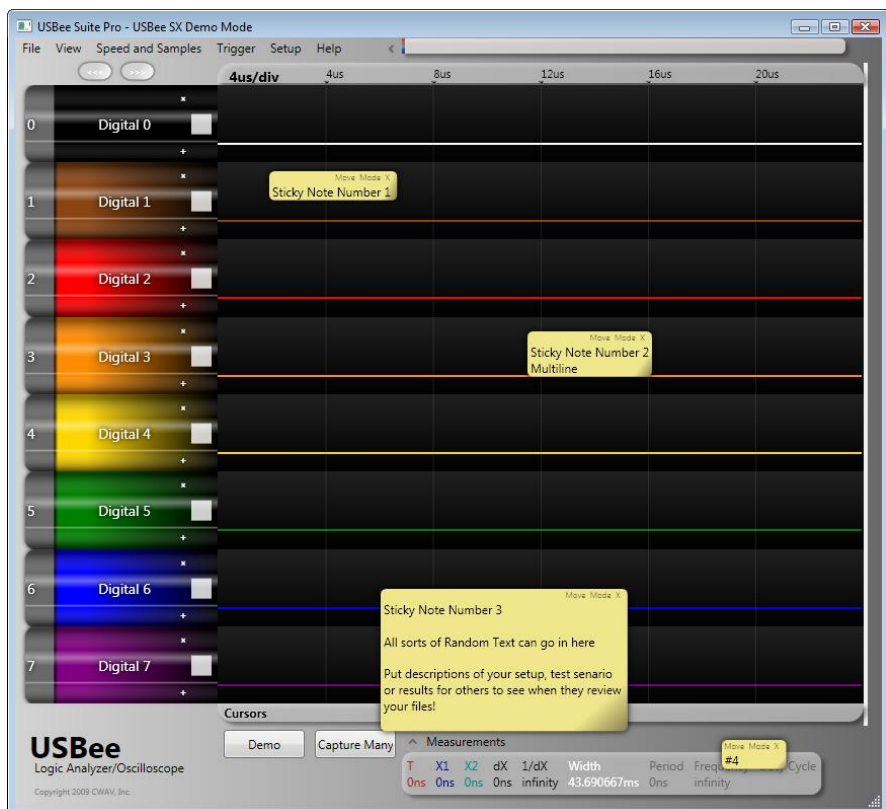 USBee Suite Pro - USBee SX Demo Mode
File View Speed and Samples Trigger Setup Help <
<<< >>>
4us/div 4us 8us 12us 16us 20us
0 Digital 0
+
Move Mode X
Sticky Note Number 1
1 Digital 1
+
2 Digital 2
+
Move Mode X
Sticky Note Number 2
Multiline
3 Digital 3
+
4 Digital 4
+
5 Digital 5
+
6 Digital 6
+
Move Mode X
Sticky Note Number 3
All sorts of Random Text can go in here
Put descriptions of your setup, test senario
or results for others to see when they review
your files!
7 Digital 7
+
Cursors
USBee
Logic Analyzer/Oscilloscope
Copyright 2009 CWAV, Inc.
Demo Capture Many
Measurements
Move Mode X
#4
T X1 X2 dX 1/dX Width Period Cycle
0ns 0ns 0ns 0ns infinity 43.690667ms 0ns infinity